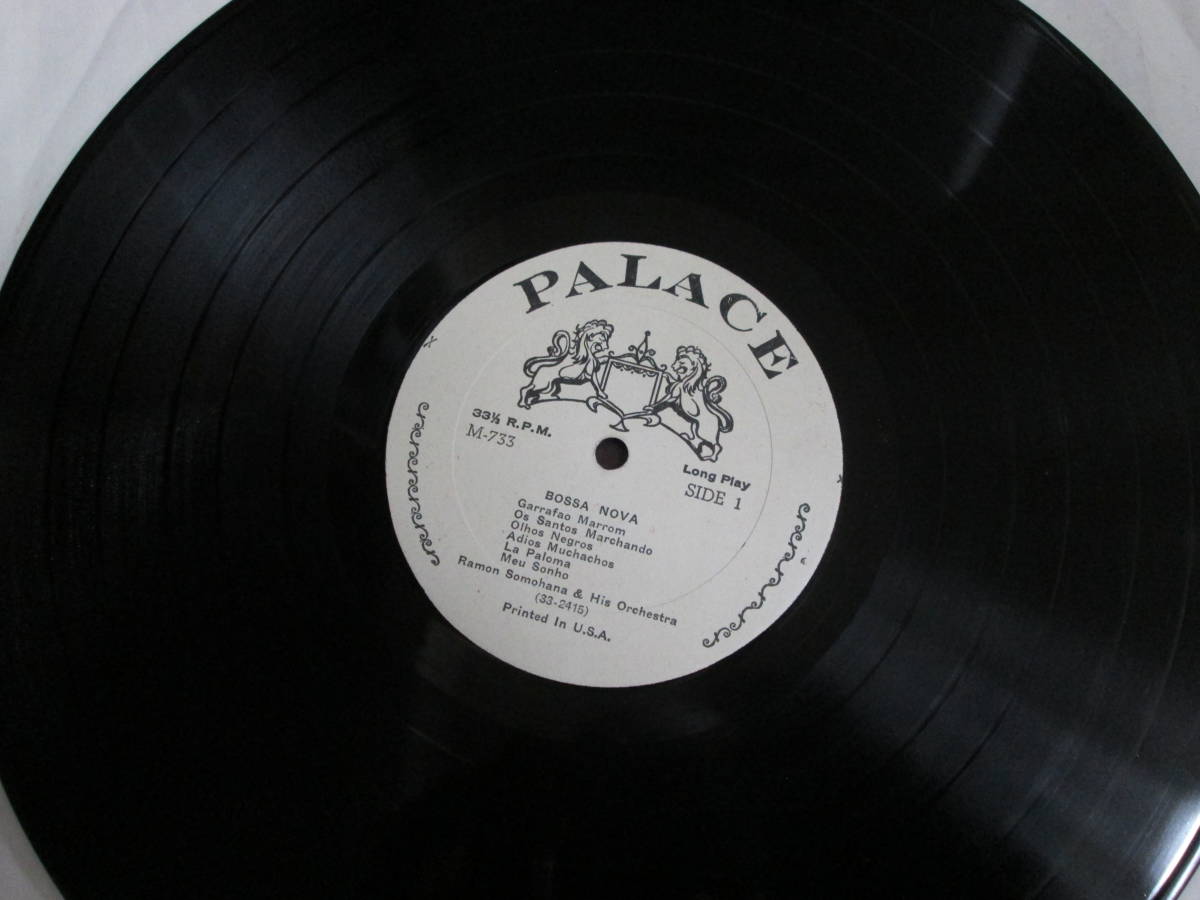 PALACE
33⅓ R.P.M.
M-733
Long Play
SIDE 1
BOSSA NOVA
Garrafao Marrom
Os Santos Marchando
Olhos Negros
Adios Muchachos
La Paloma
Meu Sonho
Ramon Somohana & His Orchestra
(33-2415)
Printed In U.S.A.